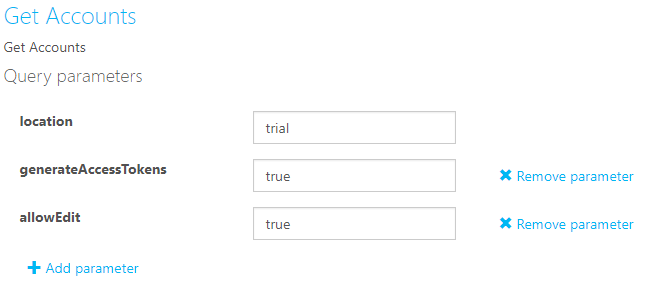 Get Accounts
Get Accounts
Query parameters
location trial
generateAccessTokens true ✖ Remove parameter
allowEdit true ✖ Remove parameter
✚ Add parameter